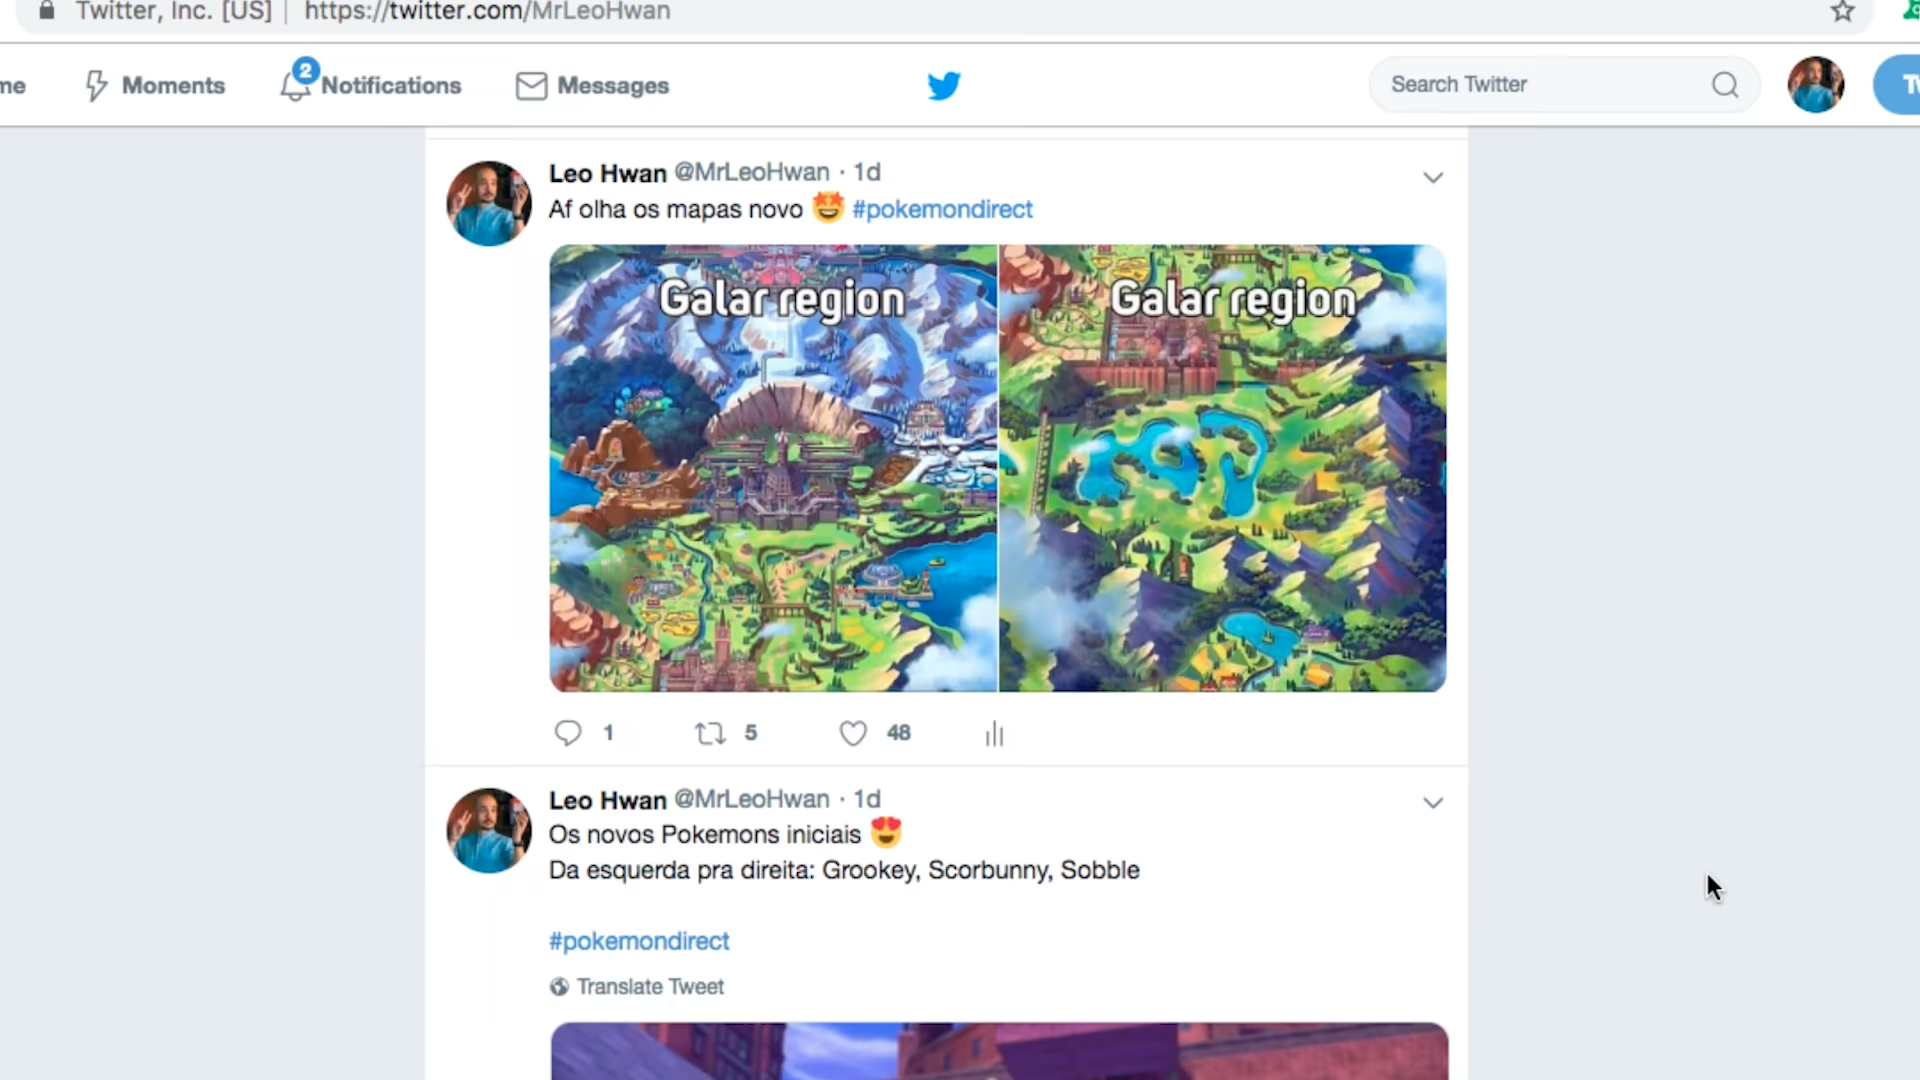 Twitter, Inc. [US] | https://twitter.com/MrLeoHwan
me Moments 2 Notifications Messages Search Twitter Tw
Leo Hwan @MrLeoHwan · 1d
Af olha os mapas novo 🤩 #pokemondirect
Galar region Galar region
1 5 48
Leo Hwan @MrLeoHwan · 1d
Os novos Pokemons iniciais 😍
Da esquerda pra direita: Grookey, Scorbunny, Sobble
#pokemondirect
Translate Tweet